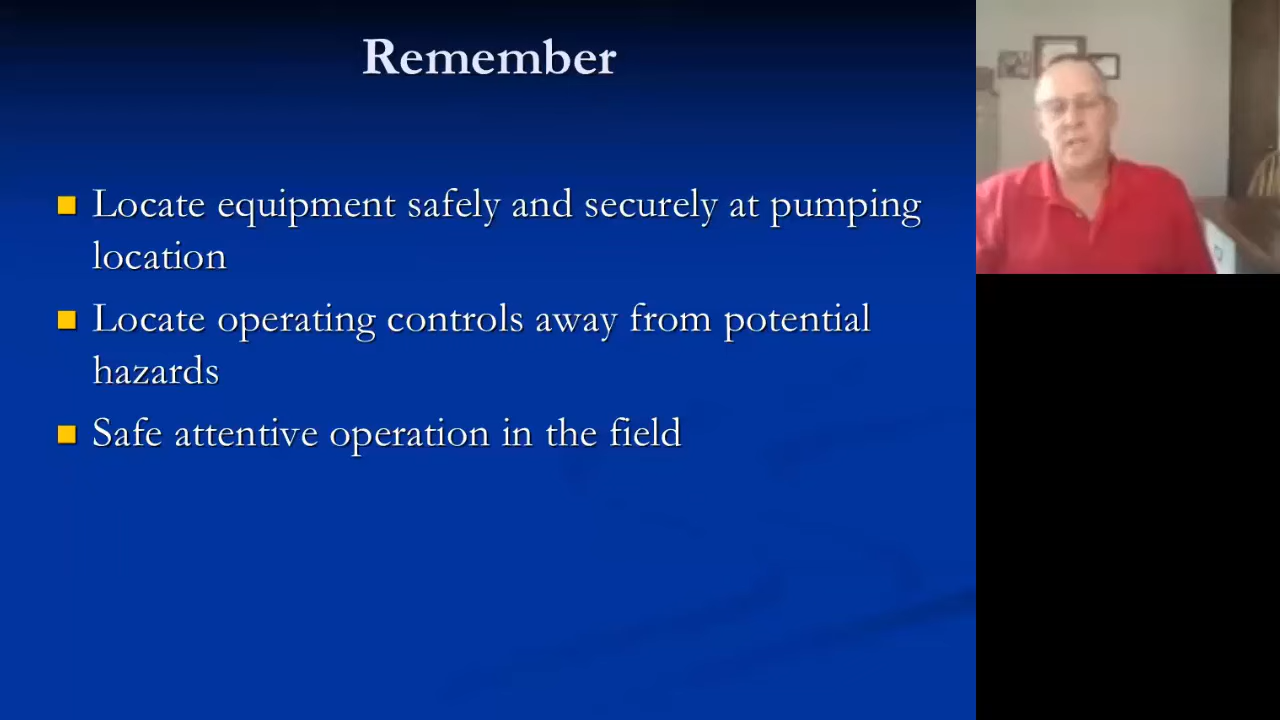 Remember
Locate equipment safely and securely at pumping
location
Locate operating controls away from potential
hazards
Safe attentive operation in the field